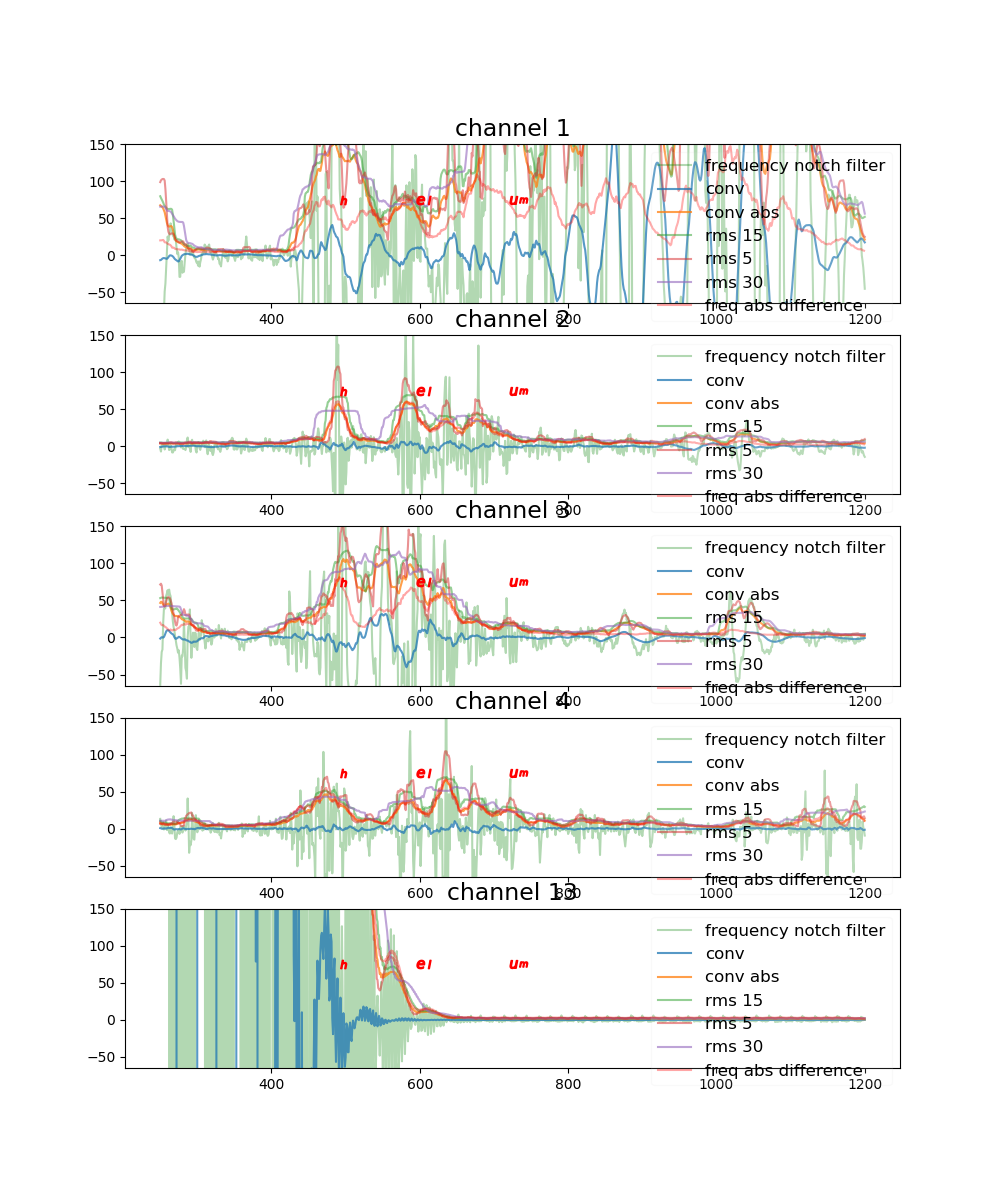 channel 1
150
100
50
0
−50
h
el
um
frequency notch filter
conv
conv abs
rms 15
rms 5
rms 30
freq abs difference
400 600 800 1000 1200
channel 2
150
100
50
0
−50
h
el
um
frequency notch filter
conv
conv abs
rms 15
rms 5
rms 30
freq abs difference
400 600 800 1000 1200
channel 3
150
100
50
0
−50
h
el
um
frequency notch filter
conv
conv abs
rms 15
rms 5
rms 30
freq abs difference
400 600 800 1000 1200
channel 4
150
100
50
0
−50
h
el
um
frequency notch filter
conv
conv abs
rms 15
rms 5
rms 30
freq abs difference
400 600 800 1000 1200
channel 13
150
100
50
0
−50
h
el
um
frequency notch filter
conv
conv abs
rms 15
rms 5
rms 30
freq abs difference
400 600 800 1000 1200